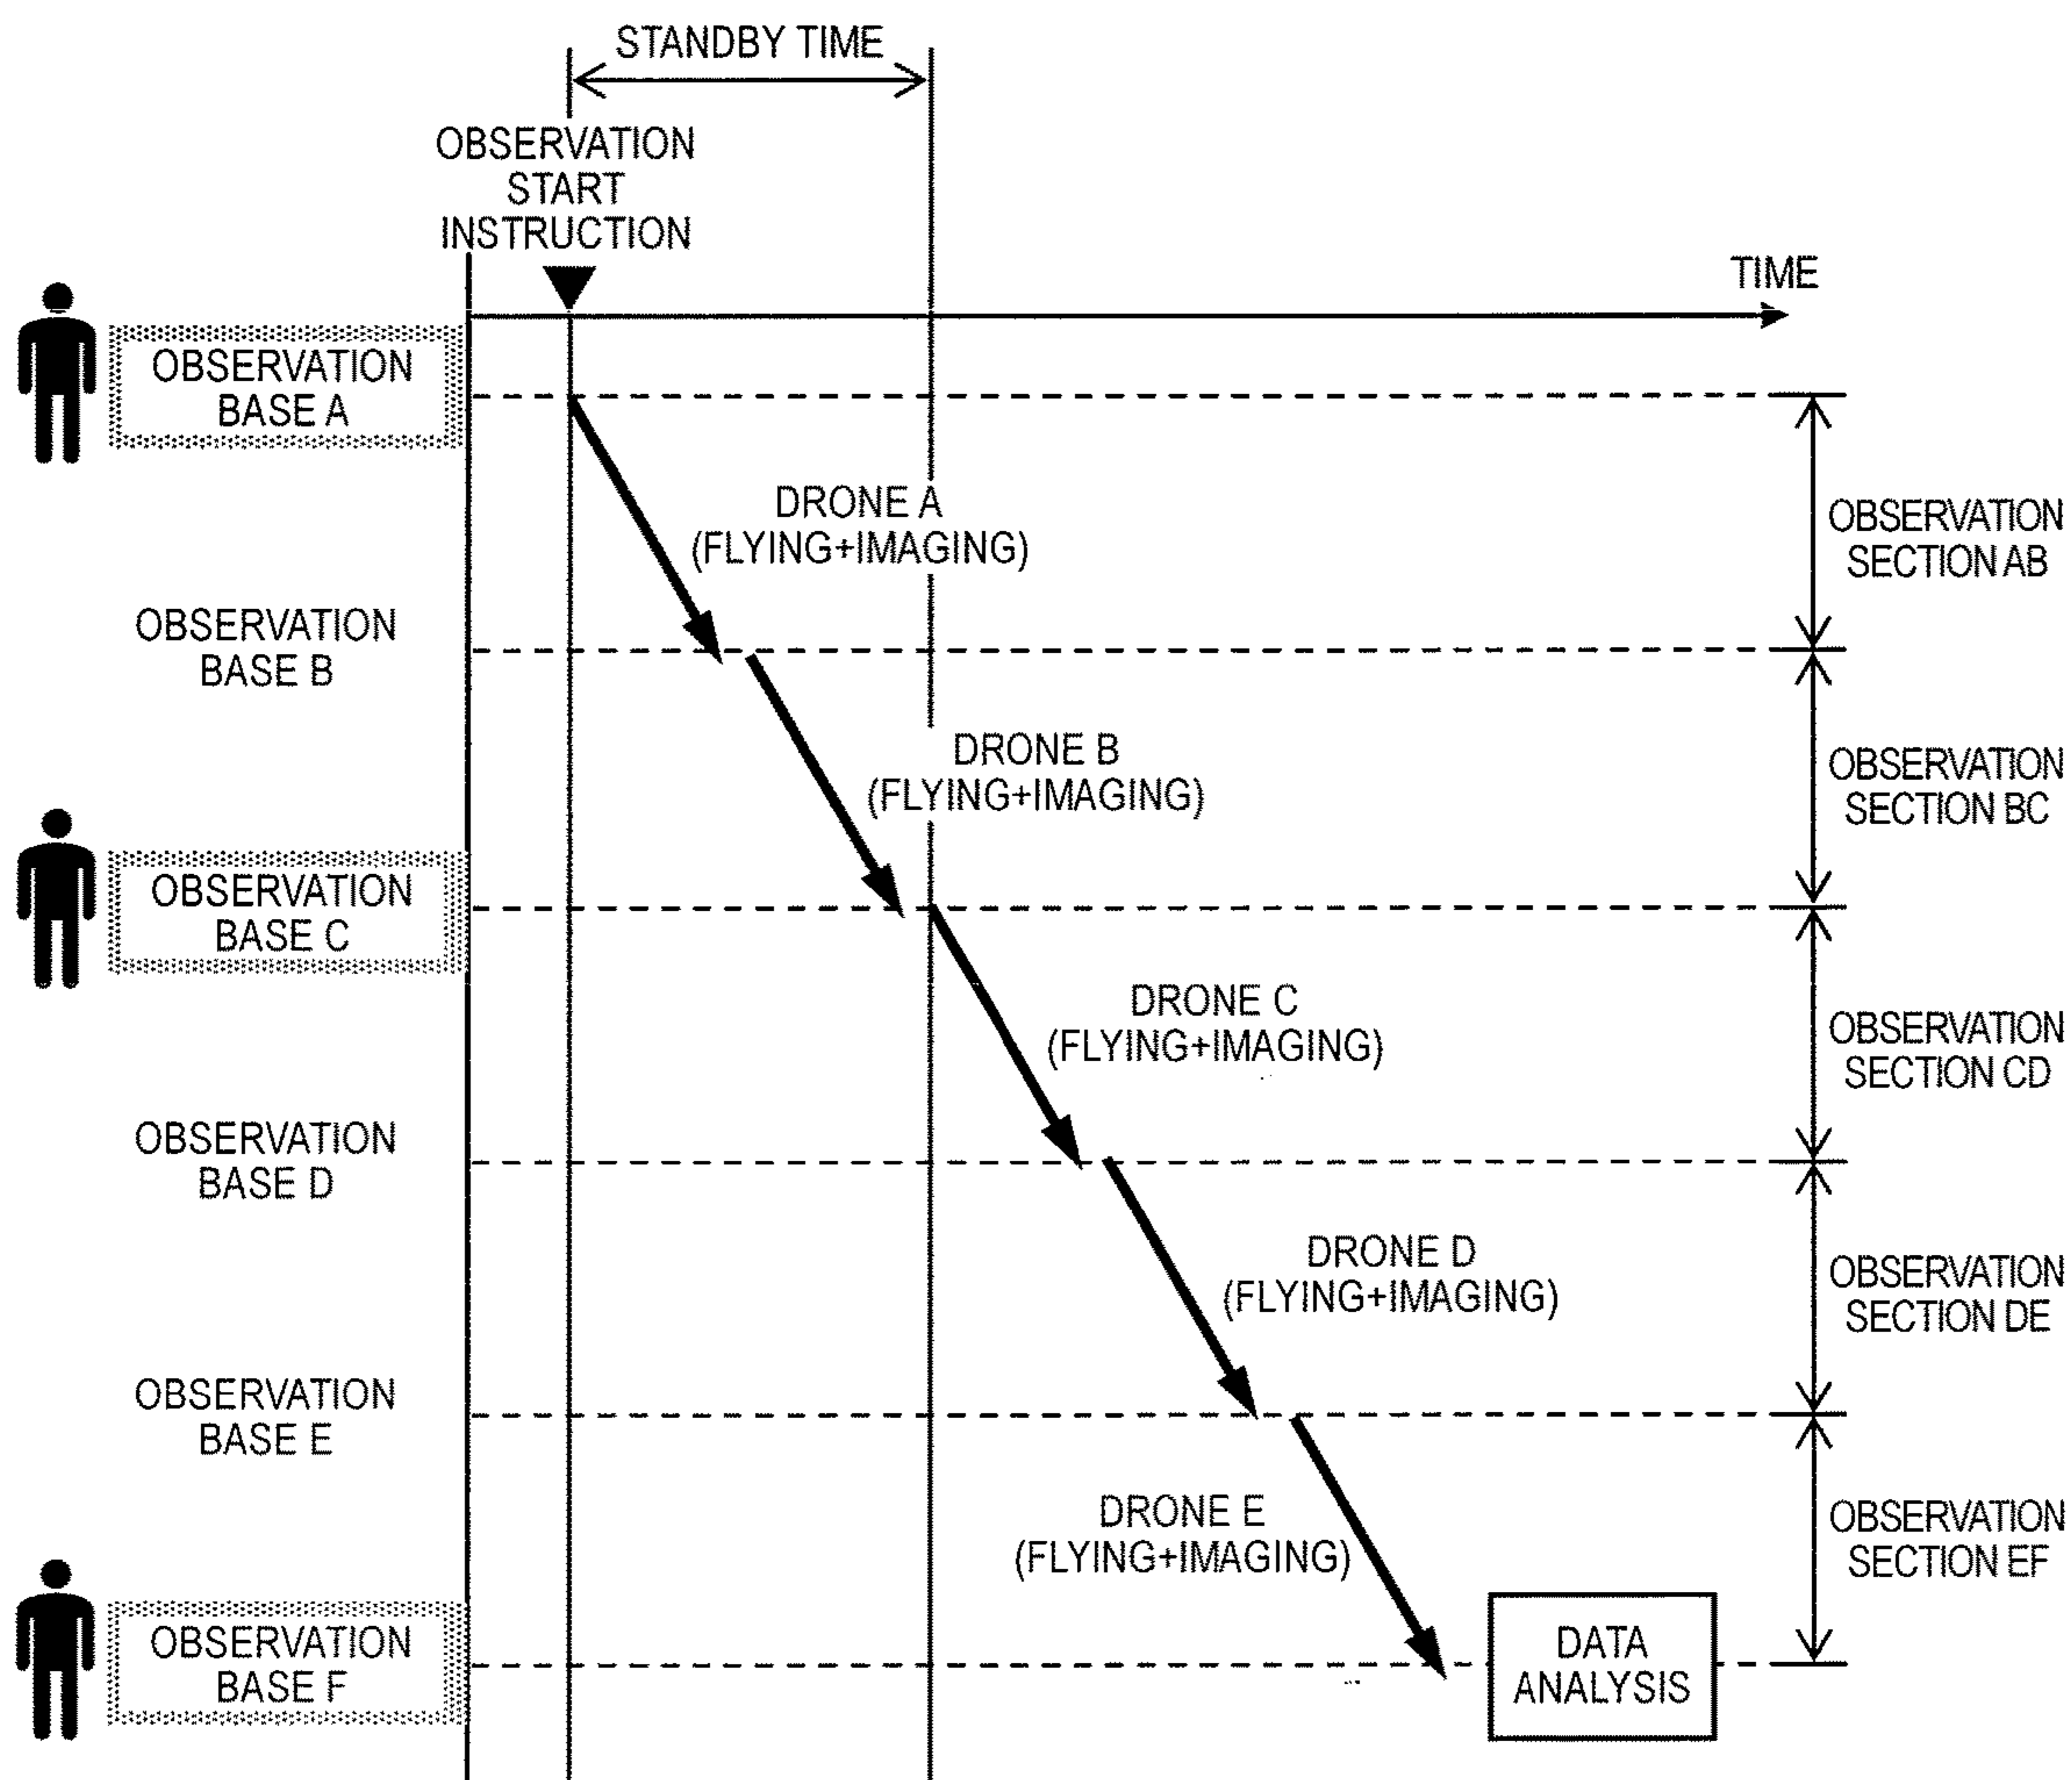 STANDBY TIME
OBSERVATION
START
INSTRUCTION
TIME
OBSERVATION
BASE A
DRONE A
(FLYING+IMAGING)
OBSERVATION
SECTION AB
OBSERVATION
BASE B
DRONE B
(FLYING+IMAGING)
OBSERVATION
SECTION BC
OBSERVATION
BASE C
DRONE C
(FLYING+IMAGING)
OBSERVATION
SECTION CD
OBSERVATION
BASE D
DRONE D
(FLYING+IMAGING)
OBSERVATION
SECTION DE
OBSERVATION
BASE E
DRONE E
(FLYING+IMAGING)
OBSERVATION
SECTION EF
OBSERVATION
BASE F
DATA
ANALYSIS